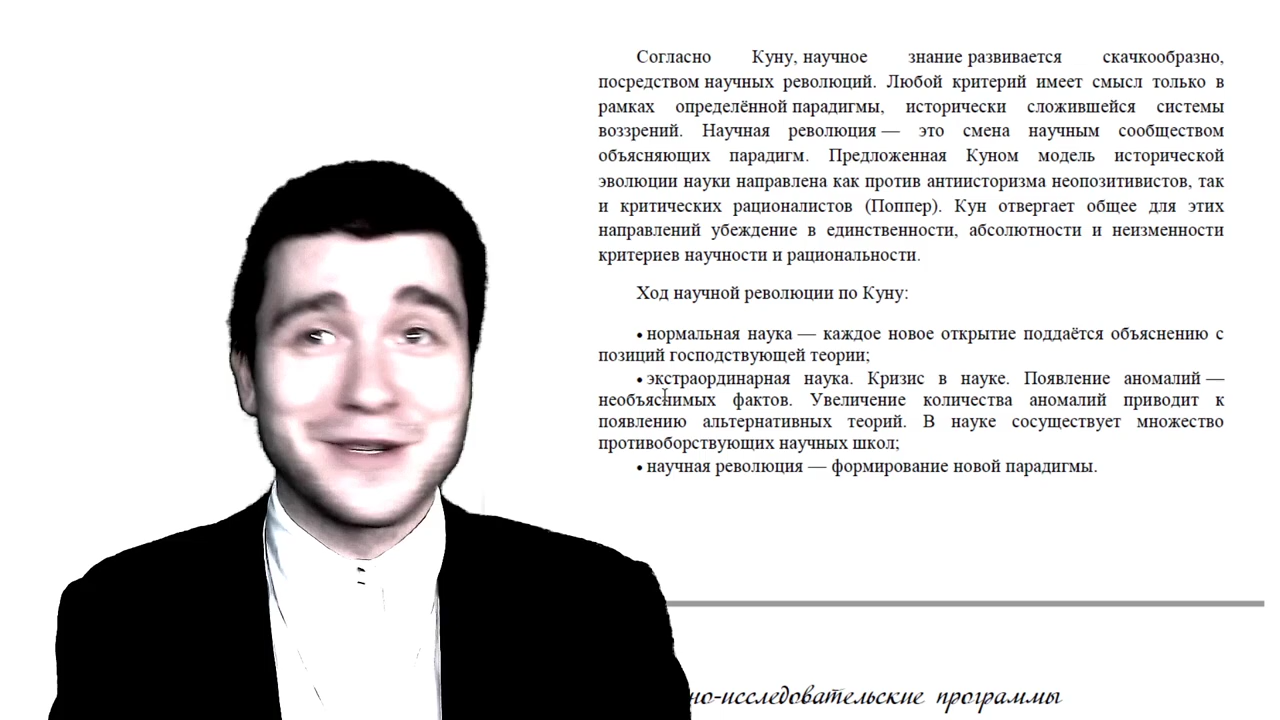 Согласно Куну, научное знание развивается скачкообразно,
посредством научных революций. Любой критерий имеет смысл только в
рамках определённой парадигмы, исторически сложившейся системы
воззрений. Научная революция — это смена научным сообществом
объясняющих парадигм. Предложенная Куном модель исторической
эволюции науки направлена как против антиисторизма неопозитивистов, так
и критических рационалистов (Поппер). Кун отвергает общее для этих
направлений убеждение в единственности, абсолютности и неизменности
критериев научности и рациональности.
Ход научной революции по Куну:
• нормальная наука — каждое новое открытие поддаётся объяснению с
позиций господствующей теории;
• экстраординарная наука. Кризис в науке. Появление аномалий —
необъяснимых фактов. Увеличение количества аномалий приводит к
появлению альтернативных теорий. В науке сосуществует множество
противоборствующих научных школ;
• научная революция — формирование новой парадигмы.
но-исследовательские программы